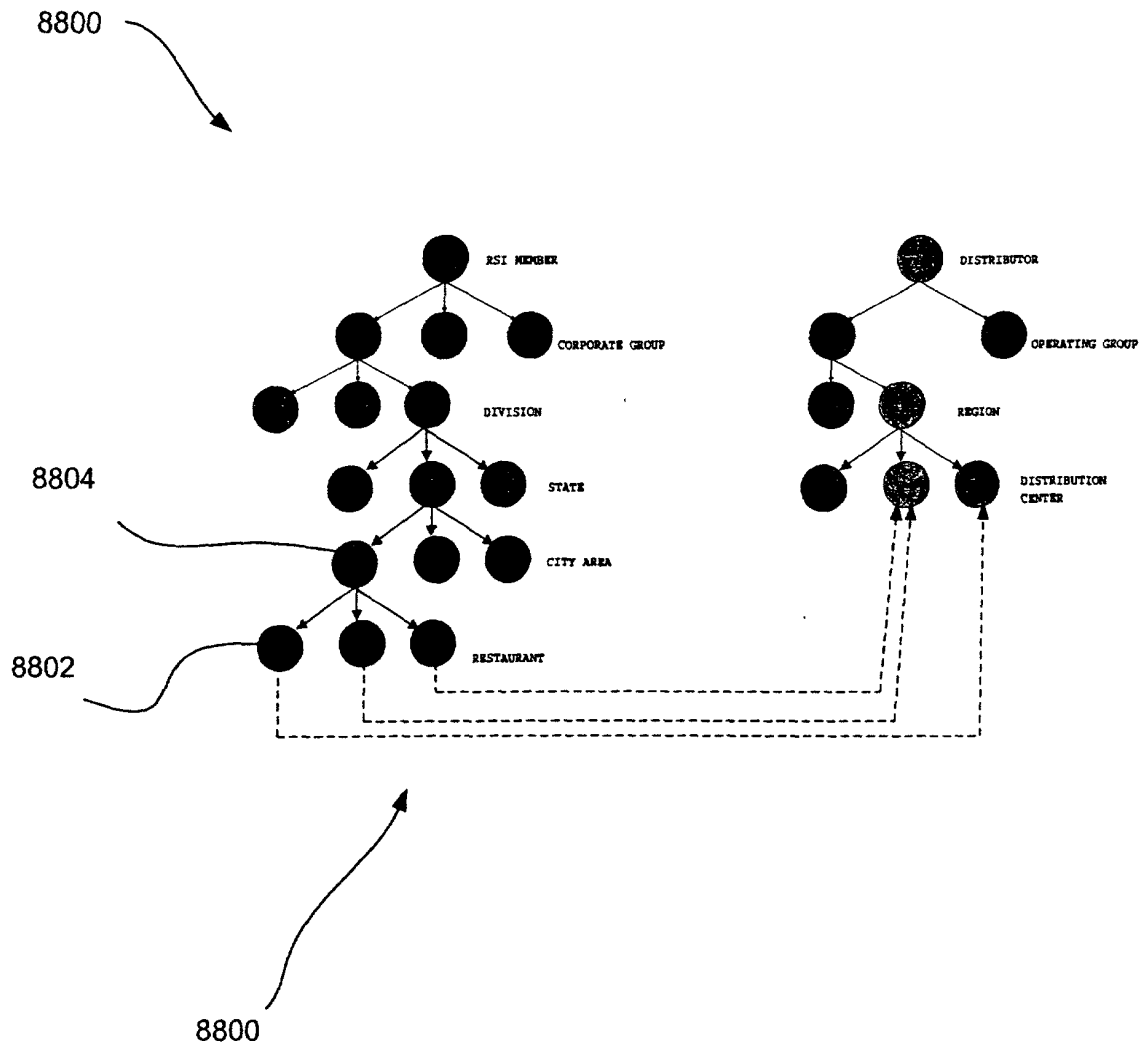 8800
RSI MEMBER
DISTRIBUTOR
CORPORATE GROUP
OPERATING GROUP
DIVISION
REGION
8804
STATE
DISTRIBUTION
CENTER
CITY AREA
8802
RESTAURANT
8800